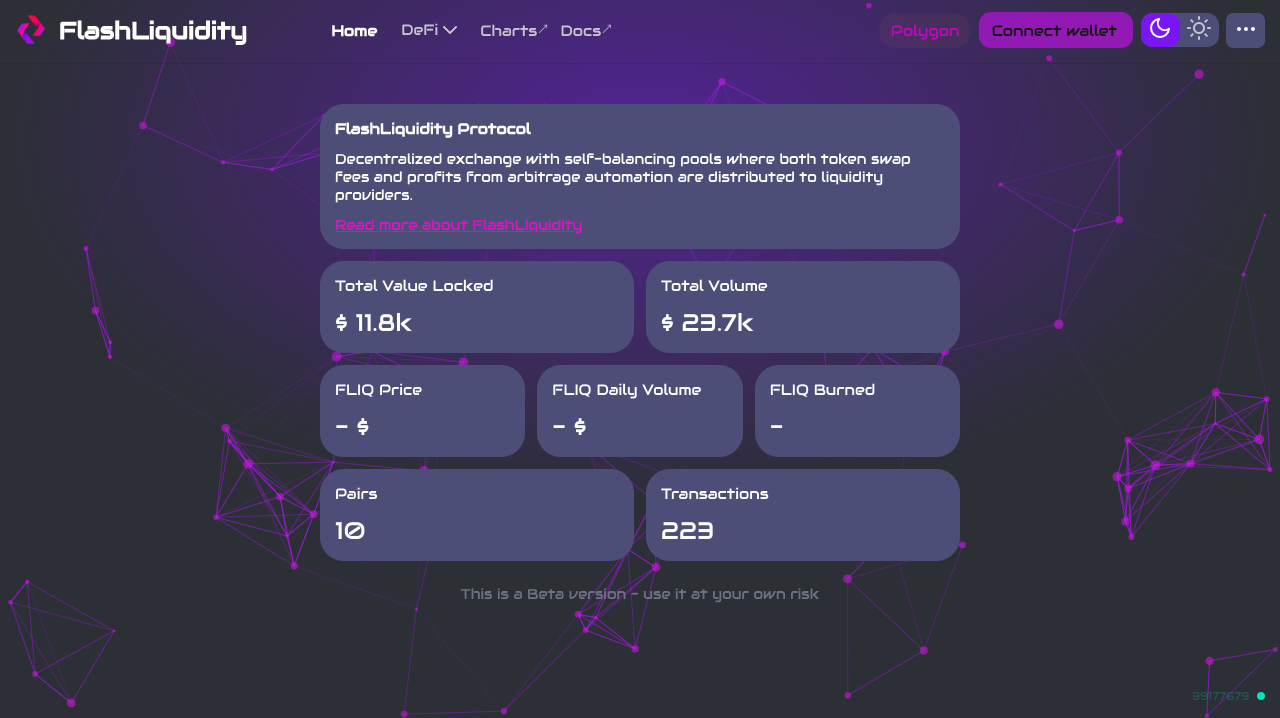 FlashLiquidity
Home DeFi Charts↗ Docs↗ Polygon Connect wallet
FlashLiquidity Protocol
Decentralized exchange with self-balancing pools where both token swap
fees and profits from arbitrage automation are distributed to liquidity
providers.
Read more about FlashLiquidity
Total Value Locked
$ 11.8k
Total Volume
$ 23.7k
FLIQ Price
- $
FLIQ Daily Volume
- $
FLIQ Burned
-
Pairs
10
Transactions
223
This is a Beta version - use it at your own risk
39177679